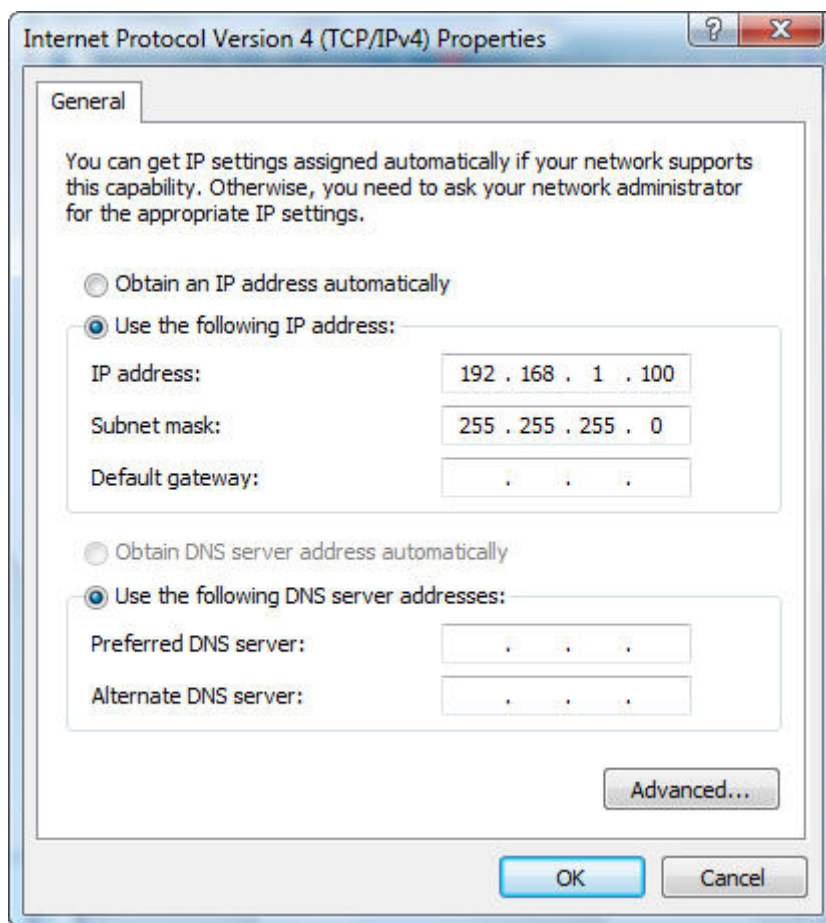 Internet Protocol Version 4 (TCP/IPv4) Properties
?
General
You can get IP settings assigned automatically if your network supports
this capability. Otherwise, you need to ask your network administrator
for the appropriate IP settings.
Obtain an IP address automatically
Use the following IP address:
IP address: 192 . 168 . 1 . 100
Subnet mask: 255 . 255 . 255 . 0
Default gateway: . . .
Obtain DNS server address automatically
Use the following DNS server addresses:
Preferred DNS server: . . .
Alternate DNS server: . . .
Advanced...
OK Cancel